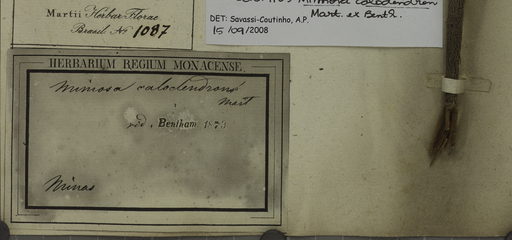 Mimosa calodendron
Mart. ex Benth.
DET: Savassi-Coutinho, A.P.
15/09/2008
Martii Herbar. Florae
Brasil. No 1087
HERBARIUM REGIUM MONACENSE.
Mimosa calodendron
Mart
vid. Bentham 1873
Minas